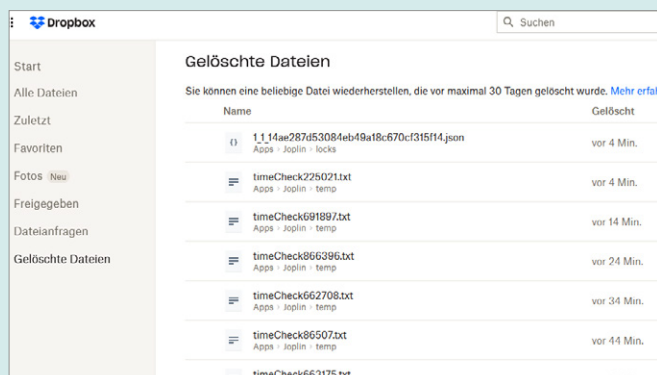 Dropbox
Suchen
Start
Alle Dateien
Zuletzt
Favoriten
Fotos Neu
Freigegeben
Dateianfragen
Gelöschte Dateien
Gelöschte Dateien
Sie können eine beliebige Datei wiederherstellen, die vor maximal 30 Tagen gelöscht wurde. Mehr erfa
Name Gelöscht
1_1_14ae287d53084eb49a18c670cf315f14.json vor 4 Min.
Apps › Joplin › locks
timeCheck225021.txt vor 4 Min.
Apps › Joplin › temp
timeCheck691897.txt vor 14 Min.
Apps › Joplin › temp
timeCheck866396.txt vor 24 Min.
Apps › Joplin › temp
timeCheck662708.txt vor 34 Min.
Apps › Joplin › temp
timeCheck86507.txt vor 44 Min.
Apps › Joplin › temp
timeCheck662175.txt